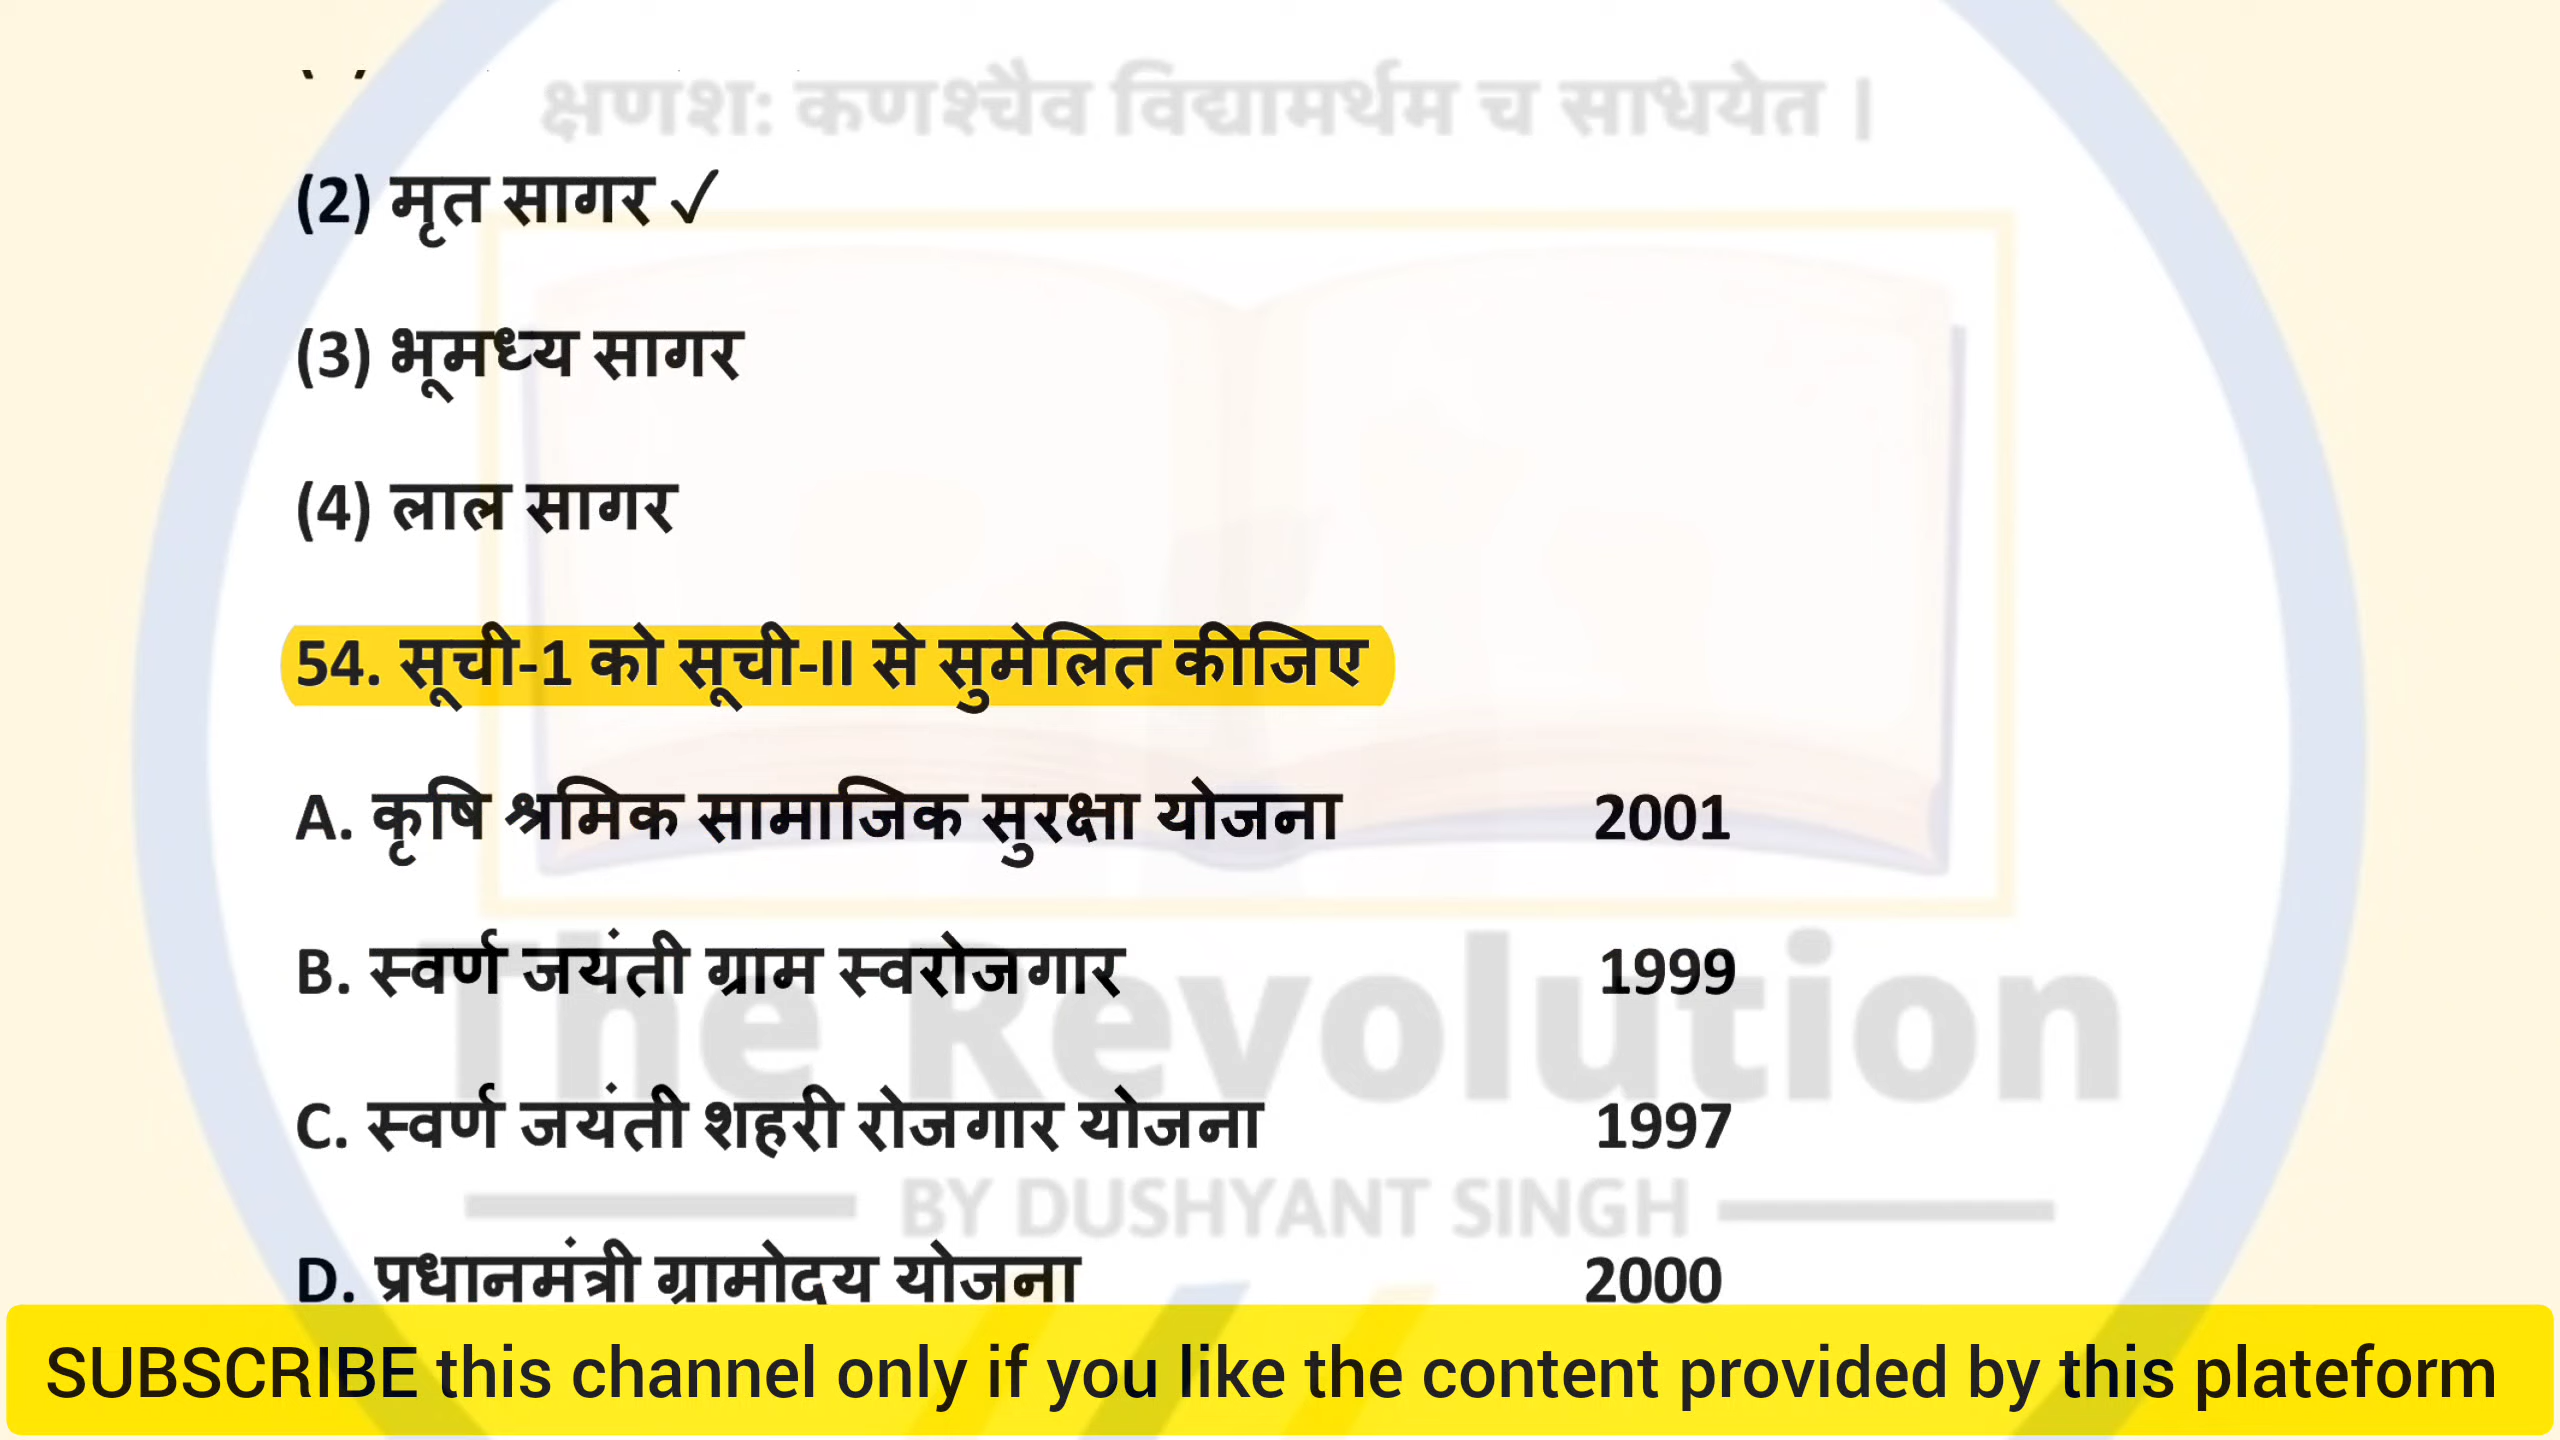 क्षणश: कणश्चैव विद्यामर्थम च साधयेत ।
(2) मृत सागर ✓
(3) भूमध्य सागर
(4) लाल सागर
54. सूची-1 को सूची-II से सुमेलित कीजिए
A. कृषि श्रमिक सामाजिक सुरक्षा योजना 2001
B. स्वर्ण जयंती ग्राम स्वरोजगार 1999
The Revolution
C. स्वर्ण जयंती शहरी रोजगार योजना 1997
BY DUSHYANT SINGH
D. प्रधानमंत्री ग्रामोदय योजना 2000
SUBSCRIBE this channel only if you like the content provided by this plateform